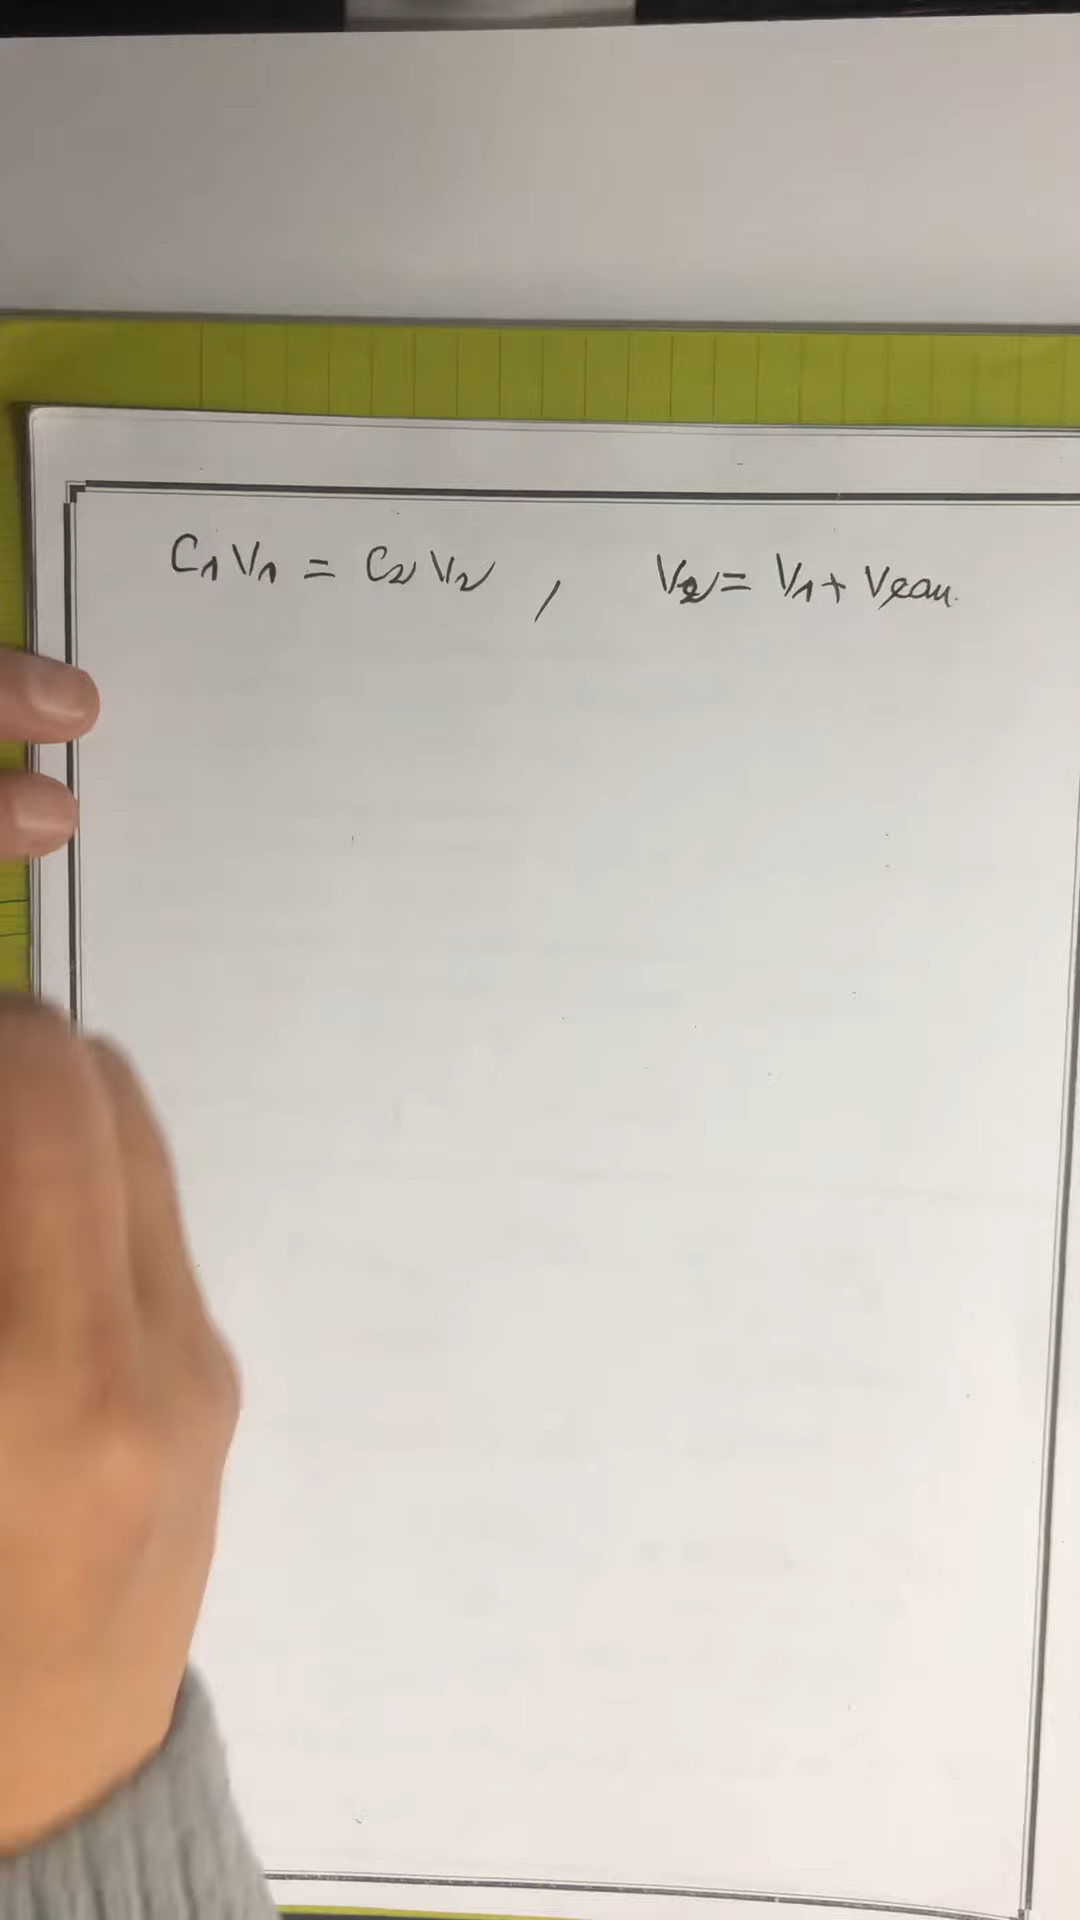 C₁V₁ = C₂V₂ , V₂ = V₁ + Veau.